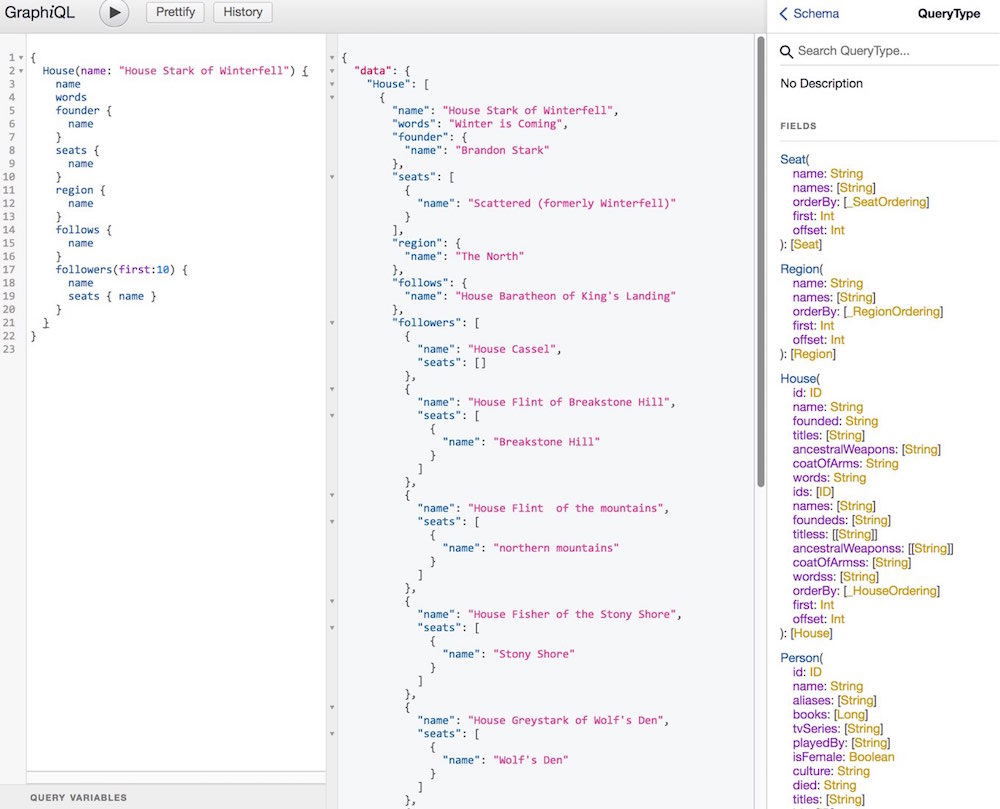 GraphiQL
Prettify
History
1 {
2 House(name: "House Stark of Winterfell") {
3 name
4 words
5 founder {
6 name
7 }
8 seats {
9 name
10 }
11 region {
12 name
13 }
14 follows {
15 name
16 }
17 followers(first:10) {
18 name
19 seats { name }
20 }
21 }
22 }
23
QUERY VARIABLES
{
"data": {
"House": [
{
"name": "House Stark of Winterfell",
"words": "Winter is Coming",
"founder": {
"name": "Brandon Stark"
},
"seats": [
{
"name": "Scattered (formerly Winterfell)"
}
],
"region": {
"name": "The North"
},
"follows": {
"name": "House Baratheon of King's Landing"
},
"followers": [
{
"name": "House Cassel",
"seats": []
},
{
"name": "House Flint of Breakstone Hill",
"seats": [
{
"name": "Breakstone Hill"
}
]
},
{
"name": "House Flint  of the mountains",
"seats": [
{
"name": "northern mountains"
}
]
},
{
"name": "House Fisher of the Stony Shore",
"seats": [
{
"name": "Stony Shore"
}
]
},
{
"name": "House Greystark of Wolf's Den",
"seats": [
{
"name": "Wolf's Den"
}
]
},
Schema
QueryType
Search QueryType...
No Description
FIELDS
Seat(
name: String
names: [String]
orderBy: [_SeatOrdering]
first: Int
offset: Int
): [Seat]
Region(
name: String
names: [String]
orderBy: [_RegionOrdering]
first: Int
offset: Int
): [Region]
House(
id: ID
name: String
founded: String
titles: [String]
ancestralWeapons: [String]
coatOfArms: String
words: String
ids: [ID]
names: [String]
foundeds: [String]
titless: [[String]]
ancestralWeaponss: [[String]]
coatOfArmss: [String]
wordss: [String]
orderBy: [_HouseOrdering]
first: Int
offset: Int
): [House]
Person(
id: ID
name: String
aliases: [String]
books: [Long]
tvSeries: [String]
playedBy: [String]
isFemale: Boolean
culture: String
died: String
titles: [String]